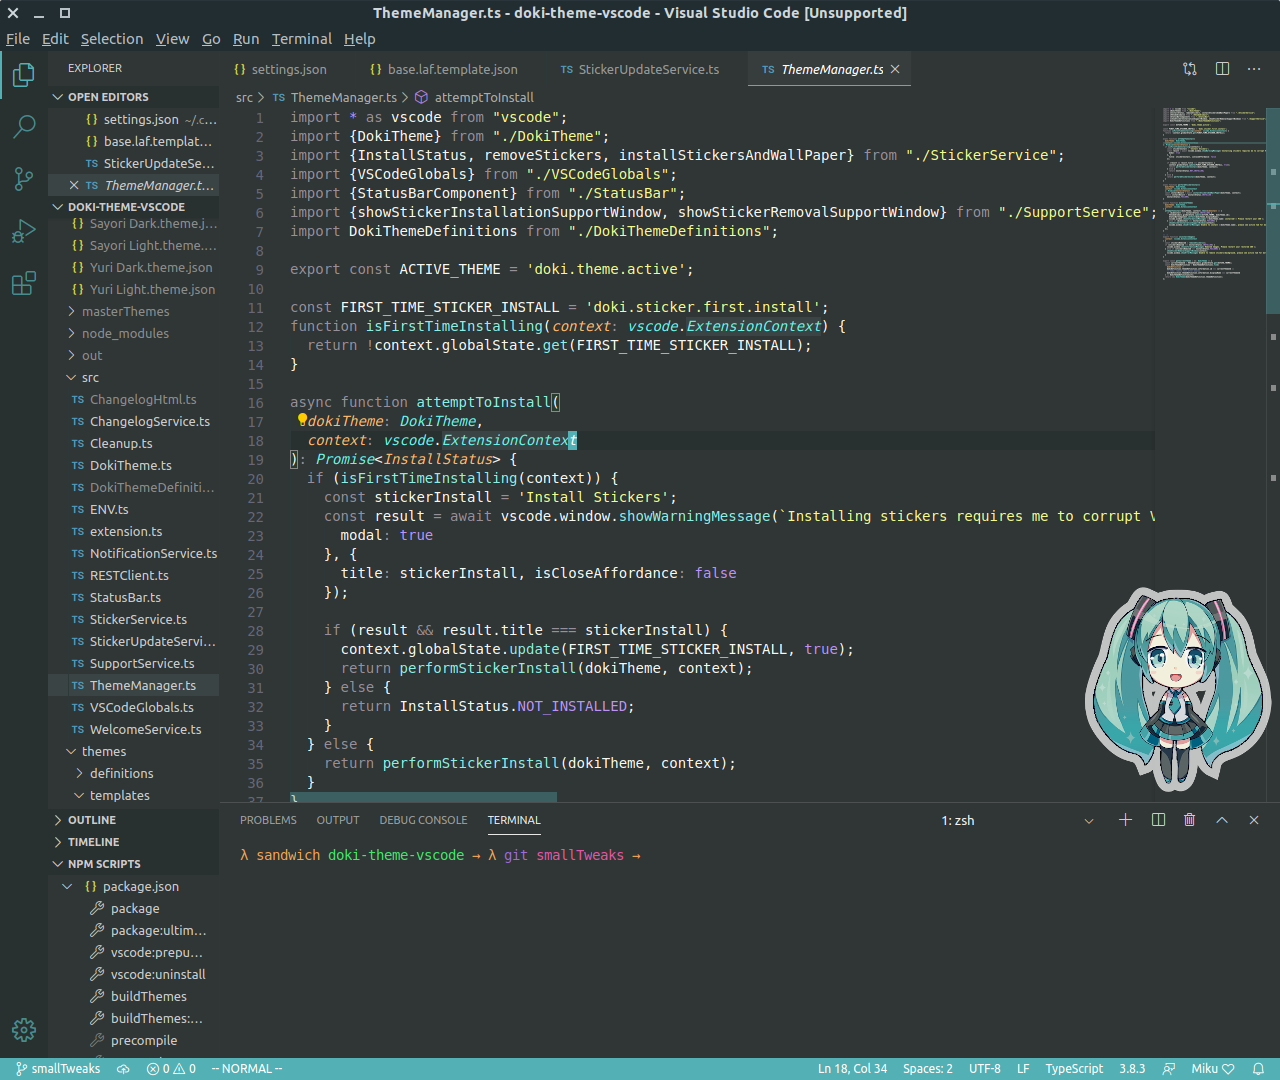 ThemeManager.ts - doki-theme-vscode - Visual Studio Code [Unsupported]
File Edit Selection View Go Run Terminal Help
EXPLORER
OPEN EDITORS
{} settings.json ~/.c...
{} base.laf.templat...
TS StickerUpdateSe...
TS ThemeManager.t...
DOKI-THEME-VSCODE
{} Sayori Dark.theme.j...
{} Sayori Light.theme....
{} Yuri Dark.theme.json
{} Yuri Light.theme.json
masterThemes
node_modules
out
src
TS ChangelogHtml.ts
TS ChangelogService.ts
TS Cleanup.ts
TS DokiTheme.ts
TS DokiThemeDefiniti...
TS ENV.ts
TS extension.ts
TS NotificationService.ts
TS RESTClient.ts
TS StatusBar.ts
TS StickerService.ts
TS StickerUpdateServi...
TS SupportService.ts
TS ThemeManager.ts
TS VSCodeGlobals.ts
TS WelcomeService.ts
themes
definitions
templates
OUTLINE
TIMELINE
NPM SCRIPTS
{} package.json
package
package:ultim...
vscode:prepu...
vscode:uninstall
buildThemes
buildThemes:...
precompile
{} settings.json {} base.laf.template.json TS StickerUpdateService.ts TS ThemeManager.ts
src > TS ThemeManager.ts > attemptToInstall
1 import * as vscode from "vscode";
2 import {DokiTheme} from "./DokiTheme";
3 import {InstallStatus, removeStickers, installStickersAndWallPaper} from "./StickerService";
4 import {VSCodeGlobals} from "./VSCodeGlobals";
5 import {StatusBarComponent} from "./StatusBar";
6 import {showStickerInstallationSupportWindow, showStickerRemovalSupportWindow} from "./SupportService";
7 import DokiThemeDefinitions from "./DokiThemeDefinitions";
8
9 export const ACTIVE_THEME = 'doki.theme.active';
10
11 const FIRST_TIME_STICKER_INSTALL = 'doki.sticker.first.install';
12 function isFirstTimeInstalling(context: vscode.ExtensionContext) {
13 return !context.globalState.get(FIRST_TIME_STICKER_INSTALL);
14 }
15
16 async function attemptToInstall(
17 dokiTheme: DokiTheme,
18 context: vscode.ExtensionContext
19 ): Promise<InstallStatus> {
20 if (isFirstTimeInstalling(context)) {
21 const stickerInstall = 'Install Stickers';
22 const result = await vscode.window.showWarningMessage(`Installing stickers requires me to corrupt V
23 modal: true
24 }, {
25 title: stickerInstall, isCloseAffordance: false
26 });
27
28 if (result && result.title === stickerInstall) {
29 context.globalState.update(FIRST_TIME_STICKER_INSTALL, true);
30 return performStickerInstall(dokiTheme, context);
31 } else {
32 return InstallStatus.NOT_INSTALLED;
33 }
34 } else {
35 return performStickerInstall(dokiTheme, context);
36 }
37 }
PROBLEMS OUTPUT DEBUG CONSOLE TERMINAL 1: zsh
λ sandwich doki-theme-vscode → λ git smallTweaks →
smallTweaks 0 0 -- NORMAL -- Ln 18, Col 34 Spaces: 2 UTF-8 LF TypeScript 3.8.3 Miku ♡